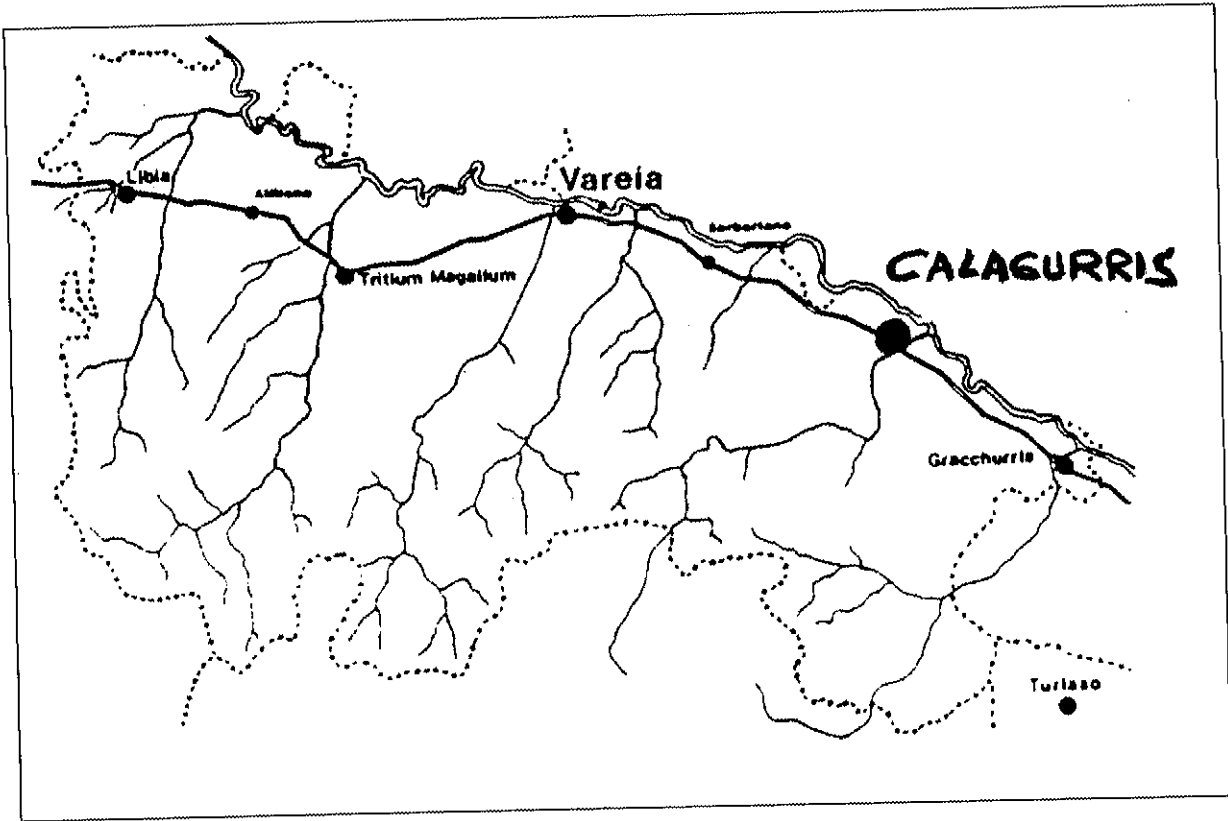 Libia
Vareia
CALAGURRIS
Tritium Magallum
Gracchurris
Turiaso